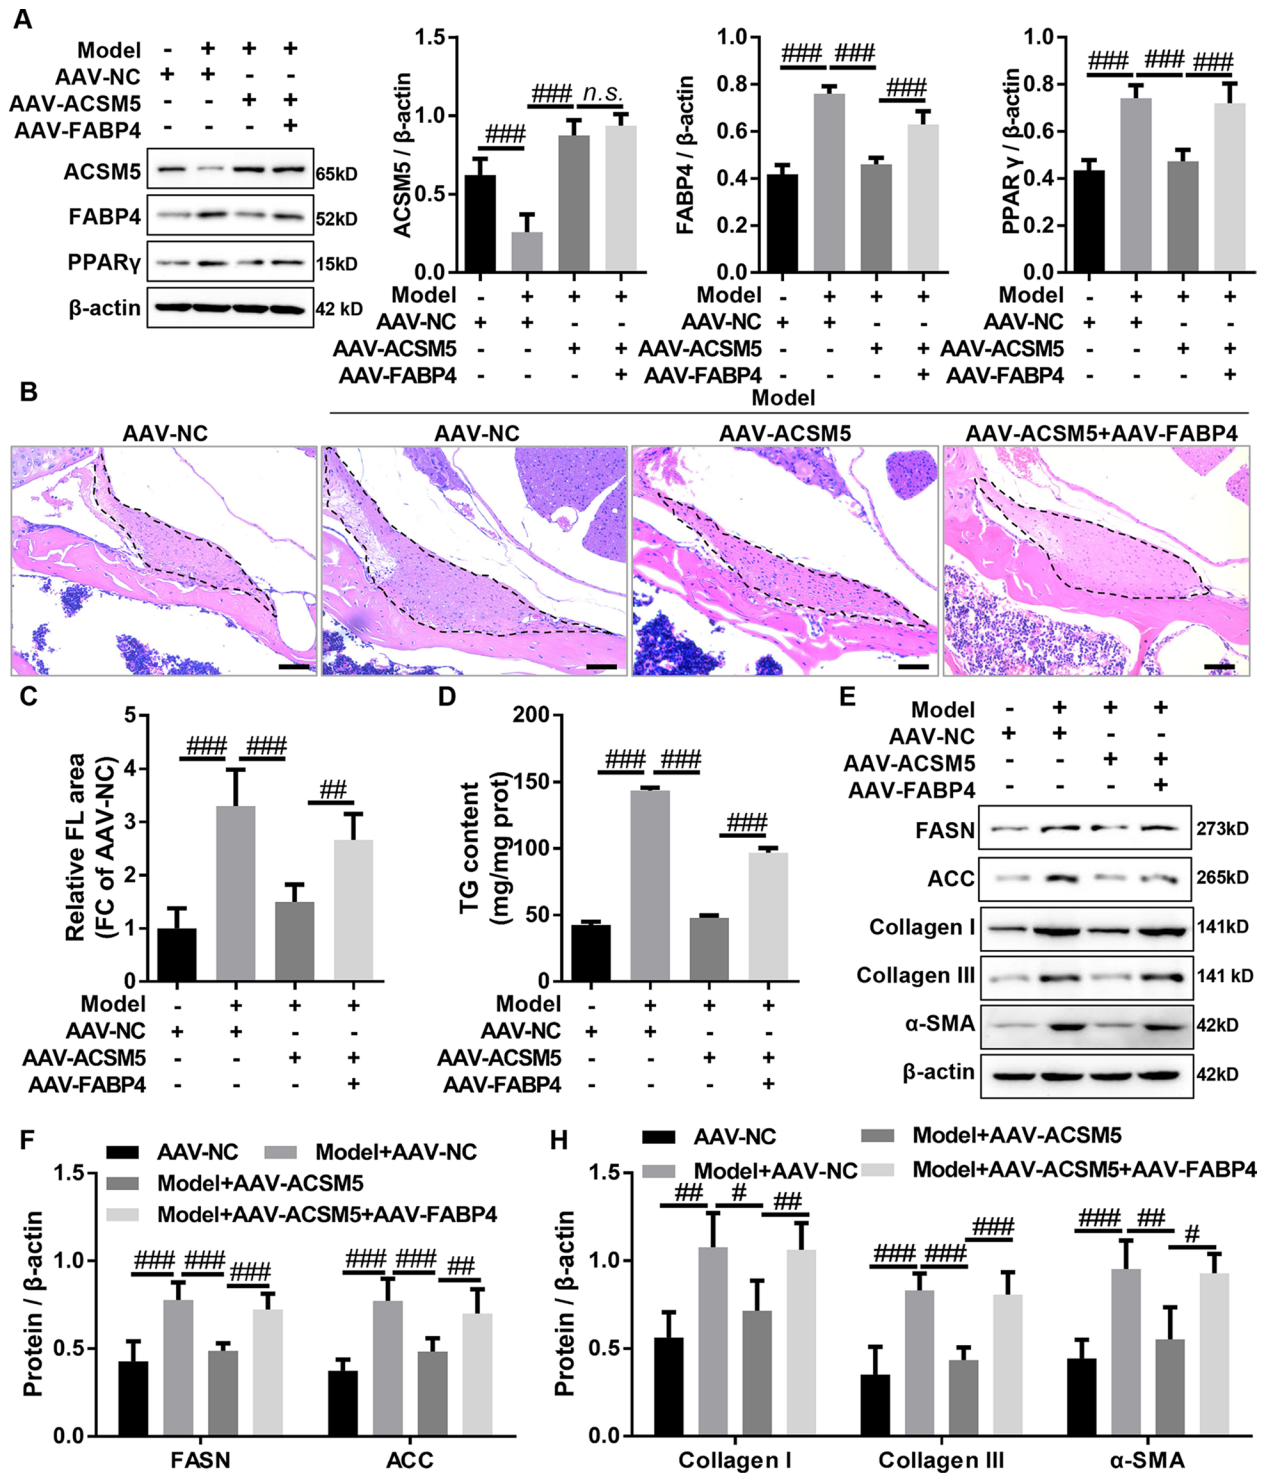 A
Model - + + +
AAV-NC + + - -
AAV-ACSM5 - - + +
AAV-FABP4 - - - +
ACSM5 65kD
FABP4 52kD
PPARγ 15kD
β-actin 42 kD
1.5
1.0
0.5
0.0
ACSM5 / β-actin
### ### n.s.
Model - + + +
AAV-NC + + - -
AAV-ACSM5 - - + +
AAV-FABP4 - - - +
1.0
0.8
0.6
0.4
0.2
0.0
FABP4 / β-actin
### ### ###
Model - + + +
AAV-NC + + - -
AAV-ACSM5 - - + +
AAV-FABP4 - - - +
1.0
0.8
0.6
0.4
0.2
0.0
PPAR γ / β-actin
### ### ###
Model - + + +
AAV-NC + + - -
AAV-ACSM5 - - + +
AAV-FABP4 - - - +
B
Model
AAV-NC AAV-NC AAV-ACSM5 AAV-ACSM5+AAV-FABP4
C
5
4
3
2
1
0
Relative FL area
(FC of AAV-NC)
### ### ##
Model - + + +
AAV-NC + + - -
AAV-ACSM5 - - + +
AAV-FABP4 - - - +
D
200
150
100
50
0
TG content
(mg/mg prot)
### ### ###
Model - + + +
AAV-NC + + - -
AAV-ACSM5 - - + +
AAV-FABP4 - - - +
E
Model - + + +
AAV-NC + + - -
AAV-ACSM5 - - + +
AAV-FABP4 - - - +
FASN 273kD
ACC 265kD
Collagen I 141kD
Collagen III 141 kD
α-SMA 42kD
β-actin 42kD
F
AAV-NC Model+AAV-NC
Model+AAV-ACSM5
Model+AAV-ACSM5+AAV-FABP4
1.5
1.0
0.5
0.0
Protein / β-actin
### ### ### ### ### ##
FASN ACC
H
AAV-NC Model+AAV-ACSM5
Model+AAV-NC Model+AAV-ACSM5+AAV-FABP4
1.5
1.0
0.5
0.0
Protein / β-actin
## # ## ### ### ### ### ## #
Collagen I Collagen III α-SMA